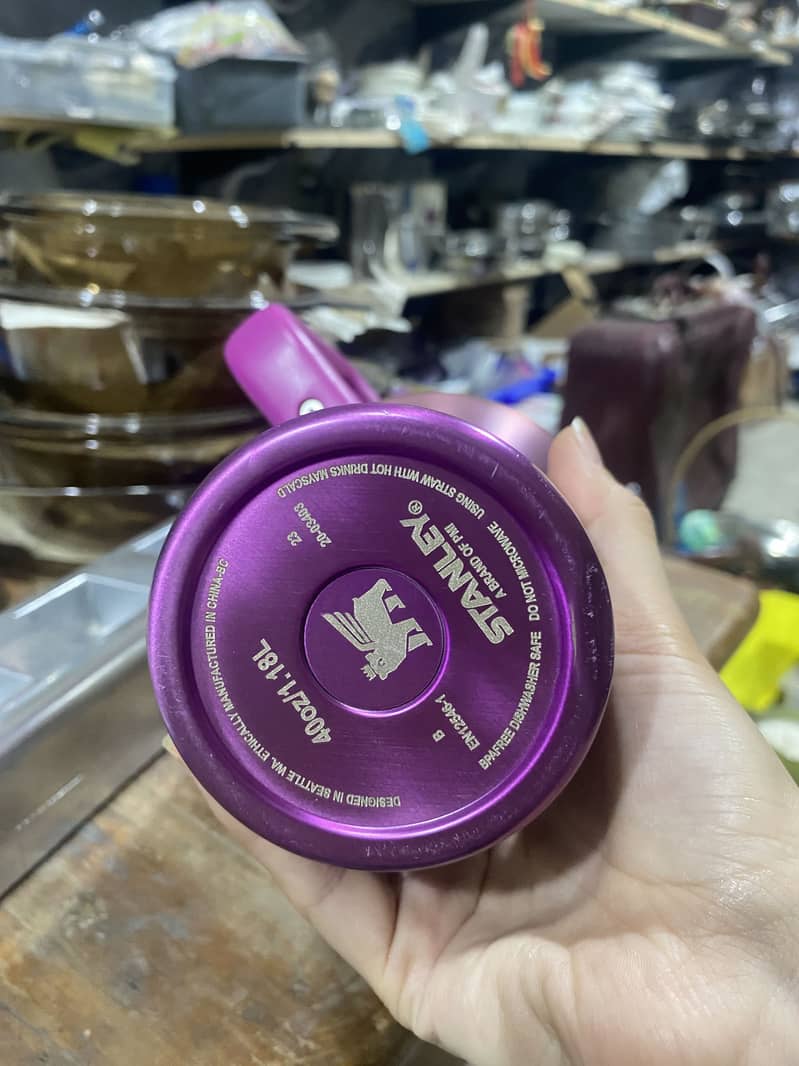 STANLEY®
A BRAND OF PMI
DO NOT MICROWAVE USING STRAW WITH HOT DRINKS MAYSCALD
BPAFREE DISHWASHER SAFE
EN12546-1
B
40oz/1.18L
23
20-03403
DESIGNED IN SEATTLE WA, ETHICALLY MANUFACTURED IN CHINA-BC